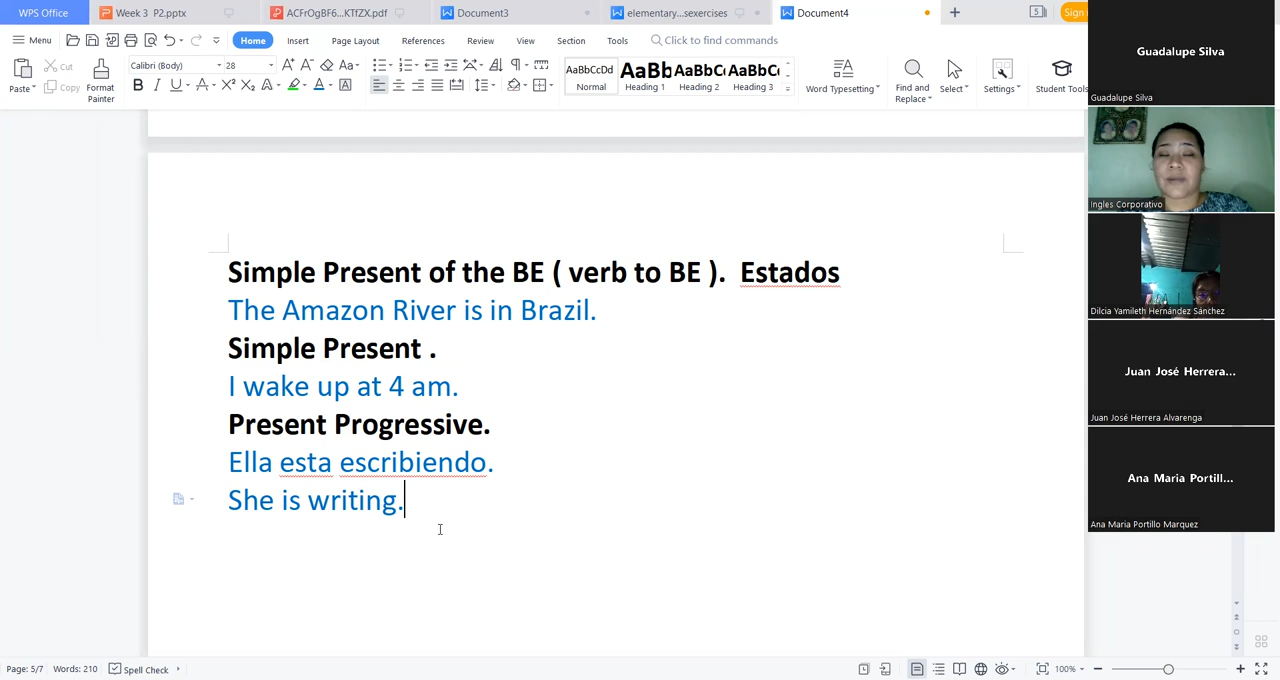 WPS Office
Week 3  P2.pptx
ACFrOgBF6...KTfZX.pdf
Document3
elementary...sexercises
Document4
5
Sign
Menu
Home
Insert
Page Layout
References
Review
View
Section
Tools
Click to find commands
Paste
Cut
Copy
Format
Painter
Calibri (Body)
28
AaBbCcDd
Normal
AaBb
Heading 1
AaBbC
Heading 2
AaBbC
Heading 3
Word Typesetting
Find and
Replace
Select
Settings
Student Tools
Simple Present of the BE ( verb to BE ).  Estados
The Amazon River is in Brazil.
Simple Present .
I wake up at 4 am.
Present Progressive.
Ella esta escribiendo.
She is writing.
Guadalupe Silva
Guadalupe Silva
Ingles Corporativo
Dilcia Yamileth Hernández Sánchez
Juan José Herrera...
Juan José Herrera Alvarenga
Ana Maria Portill...
Ana Maria Portillo Marquez
Page: 5/7
Words: 210
Spell Check
100%